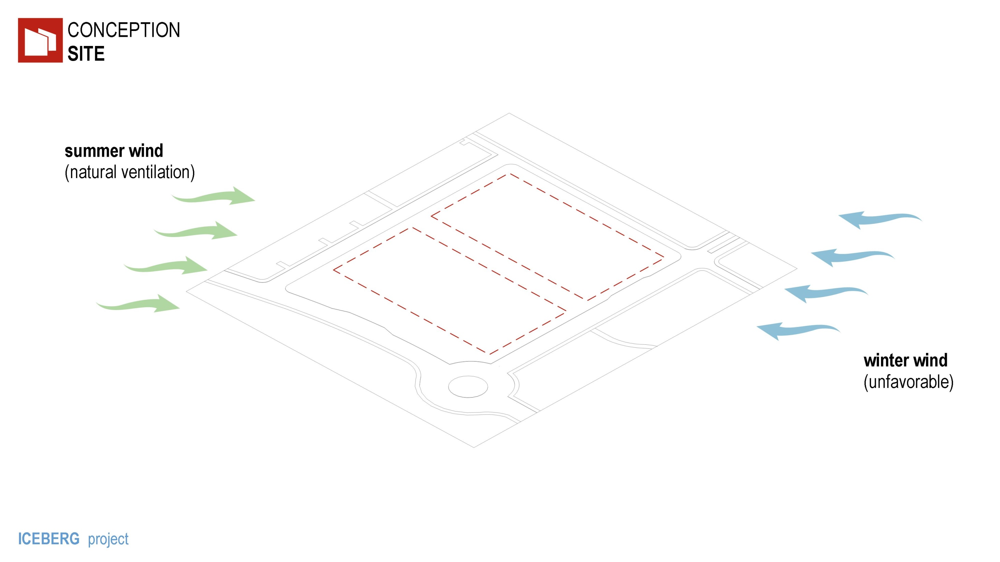 CONCEPTION
SITE
summer wind
(natural ventilation)
winter wind
(unfavorable)
ICEBERG project